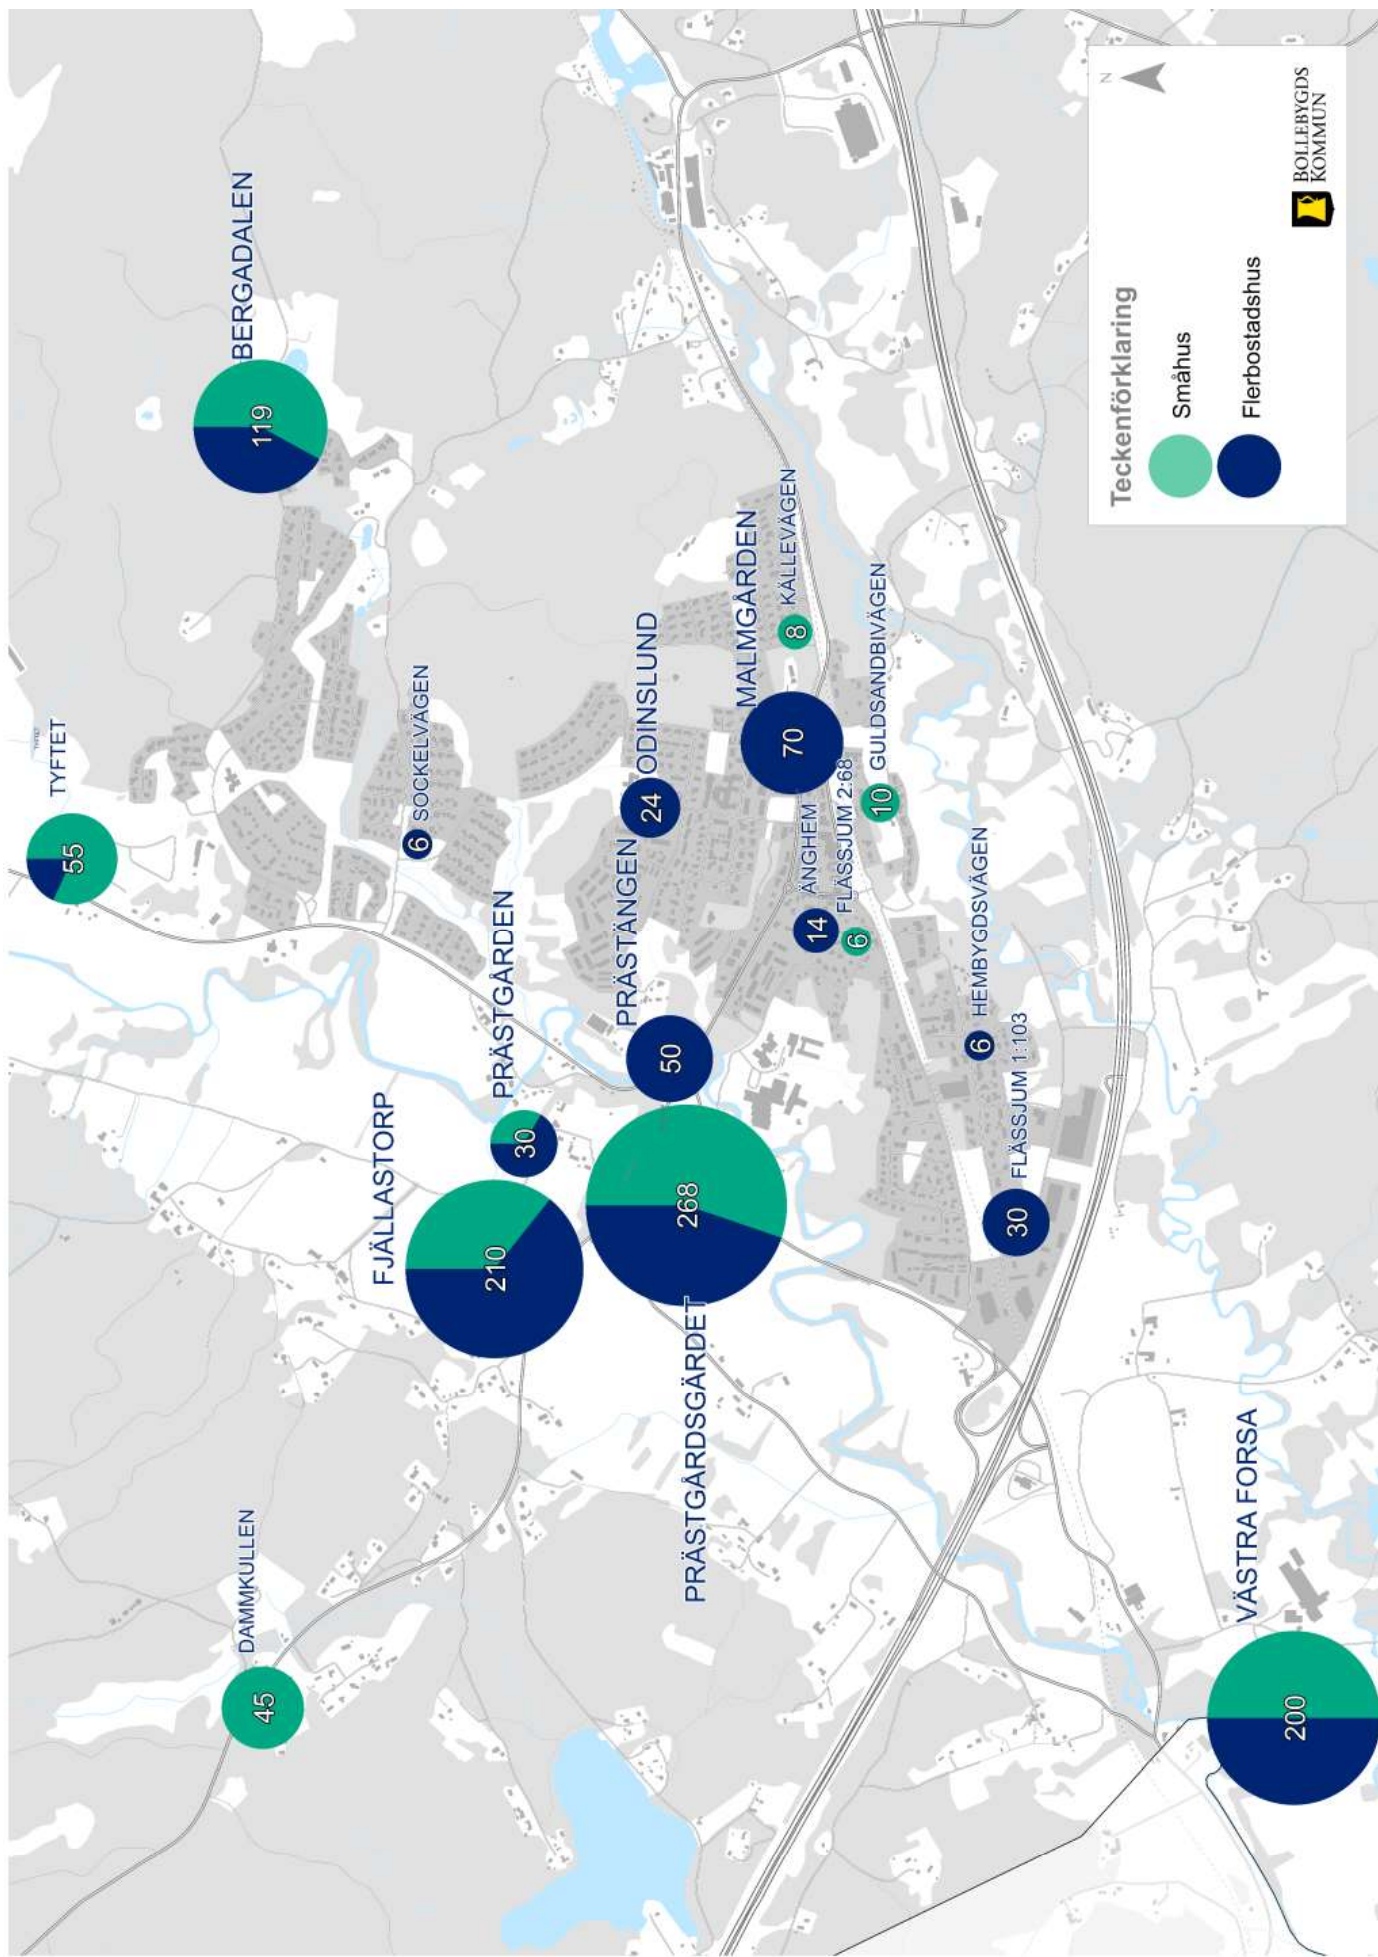 TYFTET
55
BERGADALEN
119
SOCKELVÄGEN
6
DAMMKULLEN
45
FJÄLLASTORP
210
PRÄSTGÅRDEN
30
PRÄSTÄNGEN
50
ODINSLUND
24
PRÄSTGÅRDSGÄRDET
268
MALMGÅRDEN
70
KÄLLEVÄGEN
8
ÄNGHEM
14
FLÄSSJUM 2:68
6
GULDSANDBIVÄGEN
10
HEMBYGDSVÄGEN
6
FLÄSSJUM 1:103
30
VÄSTRA FORSA
200
Teckenförklaring
Småhus
Flerbostadshus
N
BOLLEBYGDS
KOMMUN